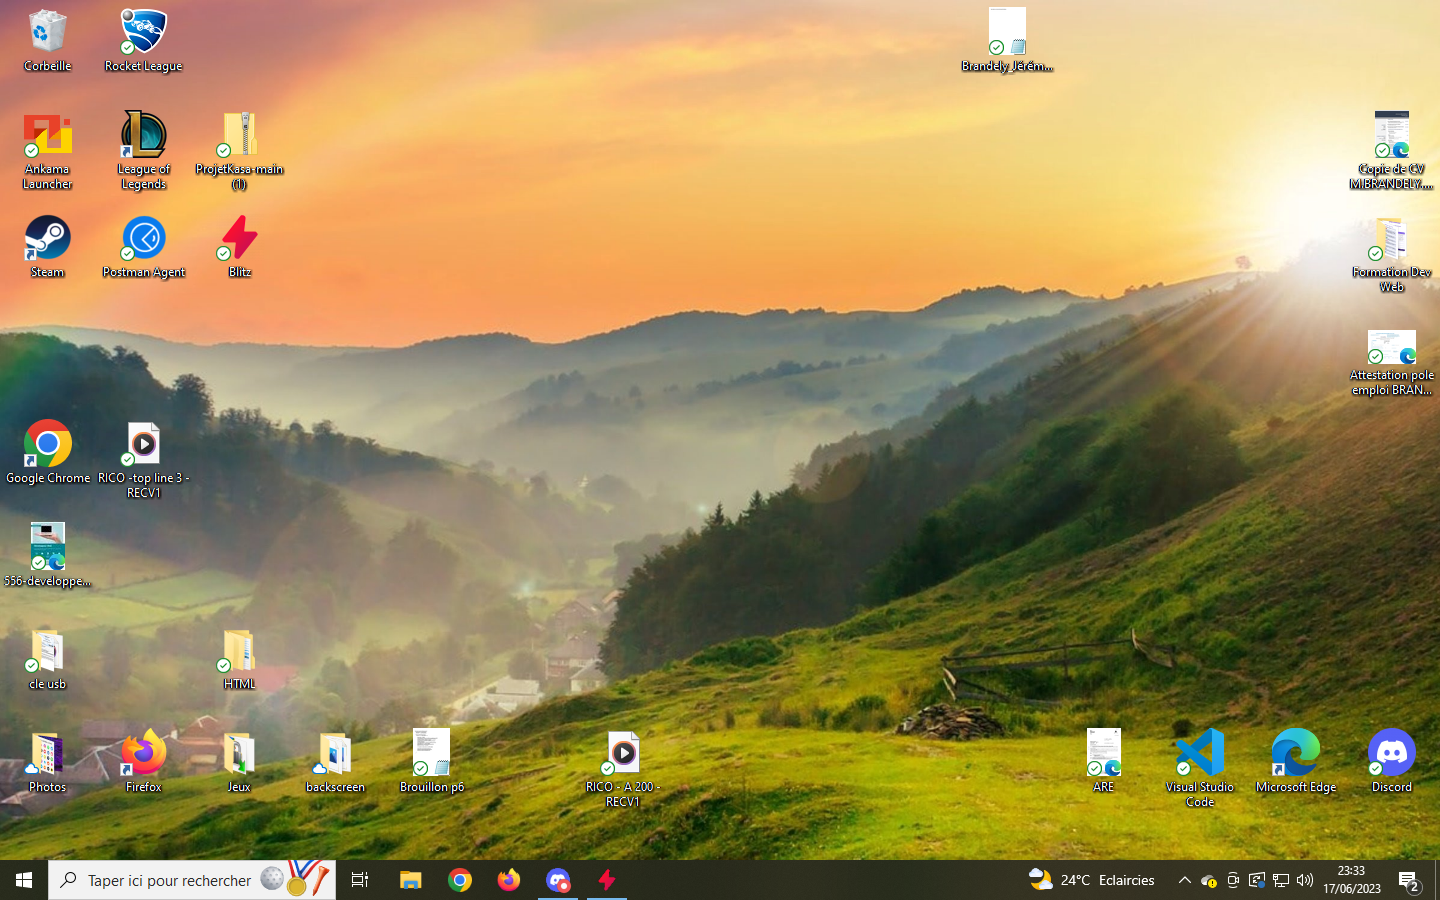 Corbeille
Rocket League
Brandely_Jérém...
Ankama
Launcher
League of
Legends
ProjetKasa-main
(1)
Copie de CV
M.BRANDELY....
Steam
Postman Agent
Blitz
Formation Dev
Web
Attestation pole
emploi BRAN...
Google Chrome
RICO -top line 3 -
RECV1
556-developpe...
cle usb
HTML
Photos
Firefox
Jeux
backscreen
Brouillon p6
RICO - A 200 -
RECV1
ARE
Visual Studio
Code
Microsoft Edge
Discord
Taper ici pour rechercher
24°C Eclaircies
23:33
17/06/2023
2